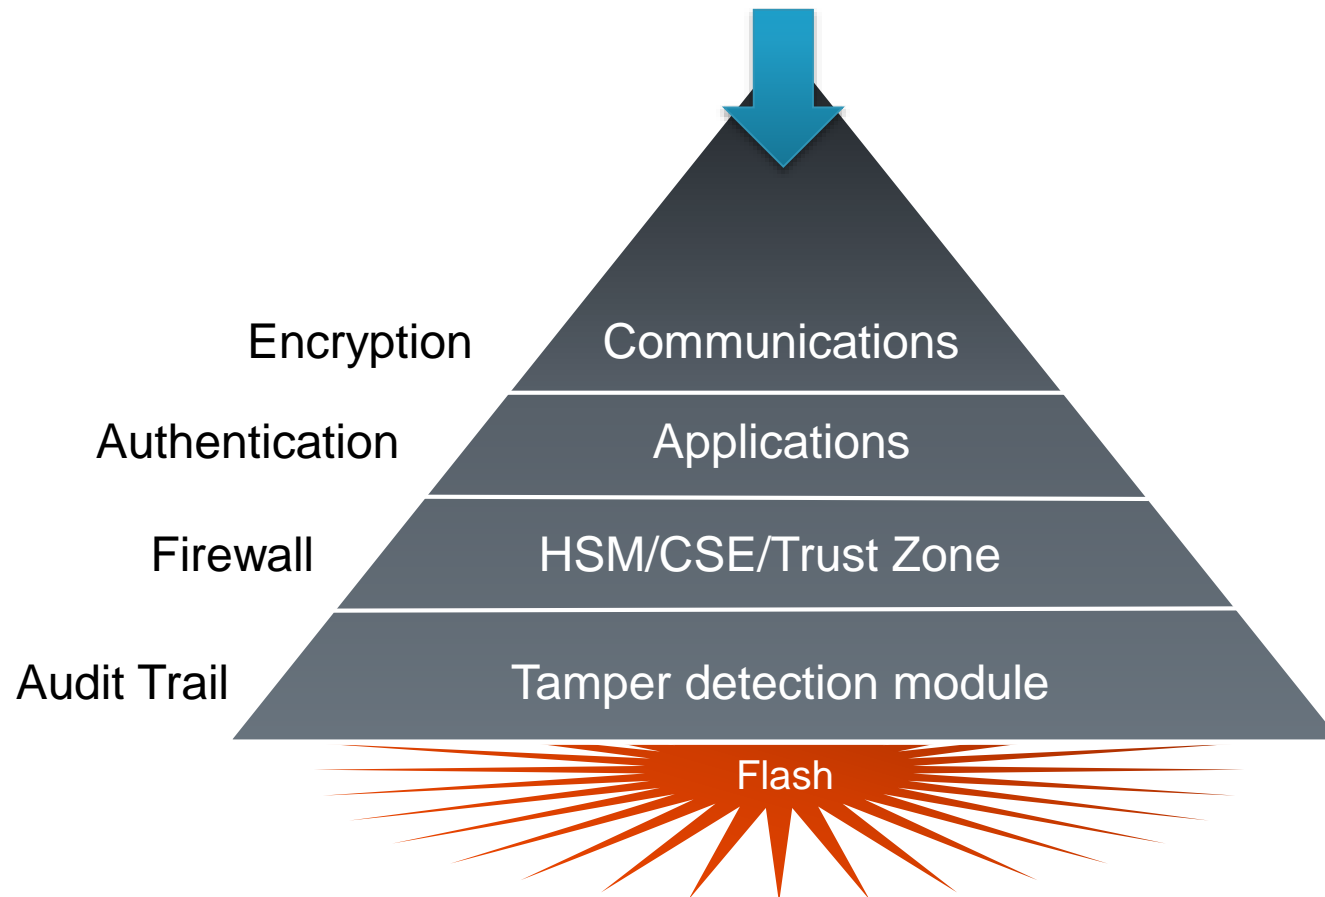 Encryption Communications
Authentication Applications
Firewall HSM/CSE/Trust Zone
Audit Trail Tamper detection module
Flash